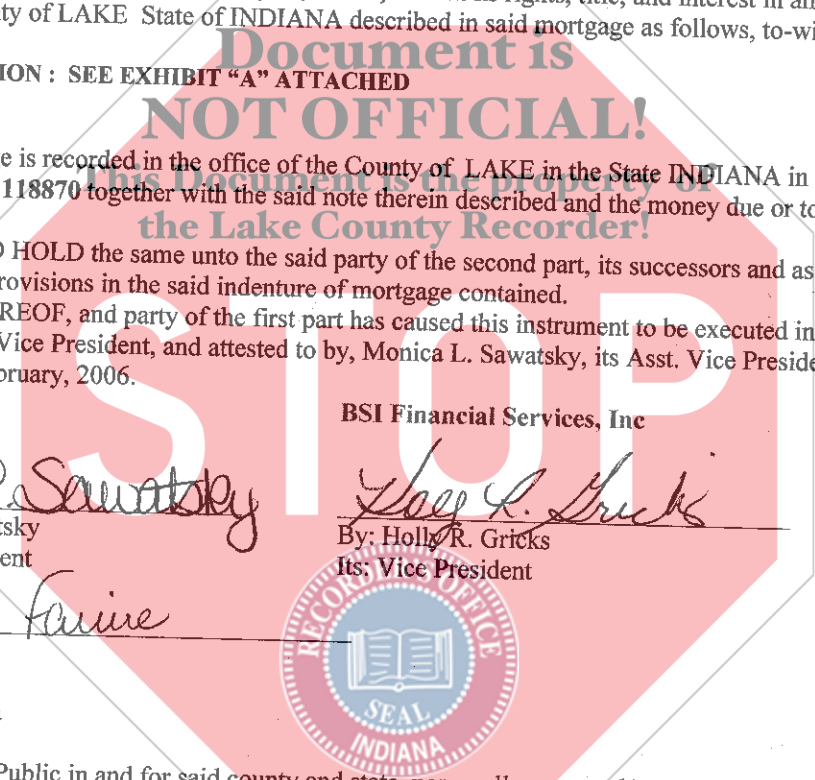 ty of LAKE State of INDIANA described in said mortgage as follows, to-wi
Document is
ION : SEE EXHIBIT “A” ATTACHED
NOT OFFICIAL!
e is recorded in the office of the County of LAKE in the State INDIANA in
This Document is the property of
118870 together with the said note therein described and the money due or to
the Lake County Recorder!
HOLD the same unto the said party of the second part, its successors and as
rovisions in the said indenture of mortgage contained.
REOF, and party of the first part has caused this instrument to be executed in
Vice President, and attested to by, Monica L. Sawatsky, its Asst. Vice Preside
bruary, 2006.
STOP
BSI Financial Services, Inc
Sawatsky
Holly R. Gricks
tsky
By: Holly R. Gricks
ent
Its: Vice President
RECORDER'S OFFICE
SEAL
INDIANA
Public in and for said county and state,